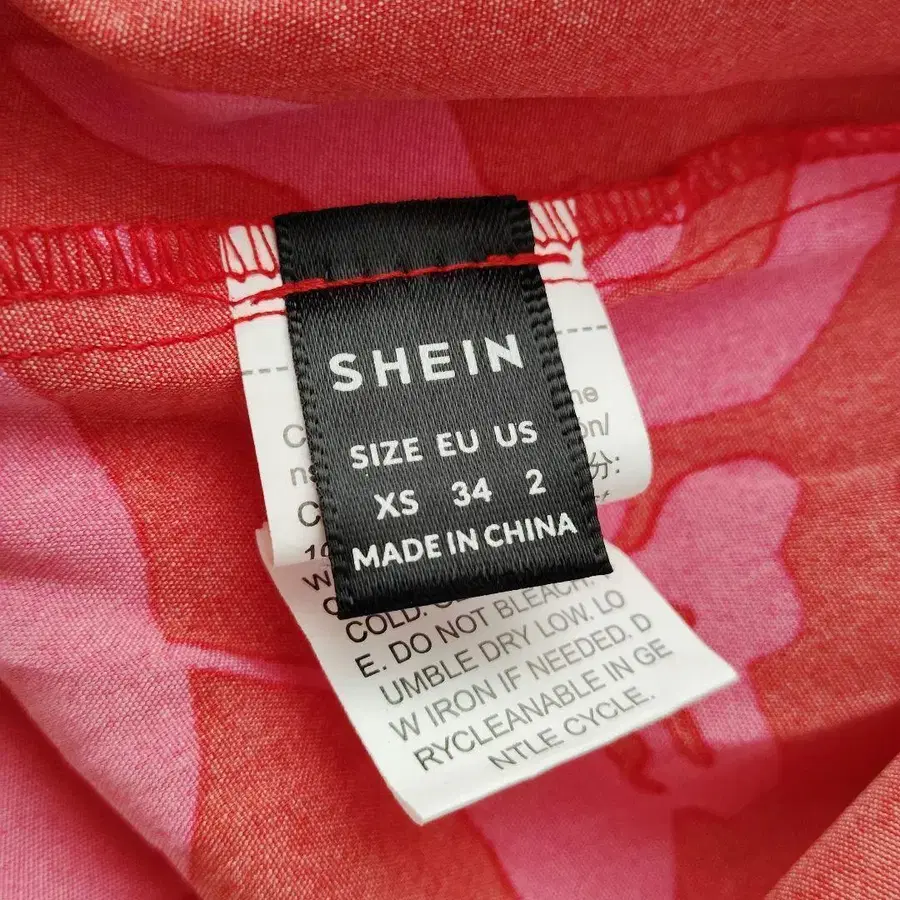 SHEIN
SIZE EU US
XS 34 2
MADE IN CHINA
COLD.
E. DO NOT BLEACH.
UMBLE DRY LOW. LO
W IRON IF NEEDED. D
RYCLEANABLE IN GE
NTLE CYCLE.